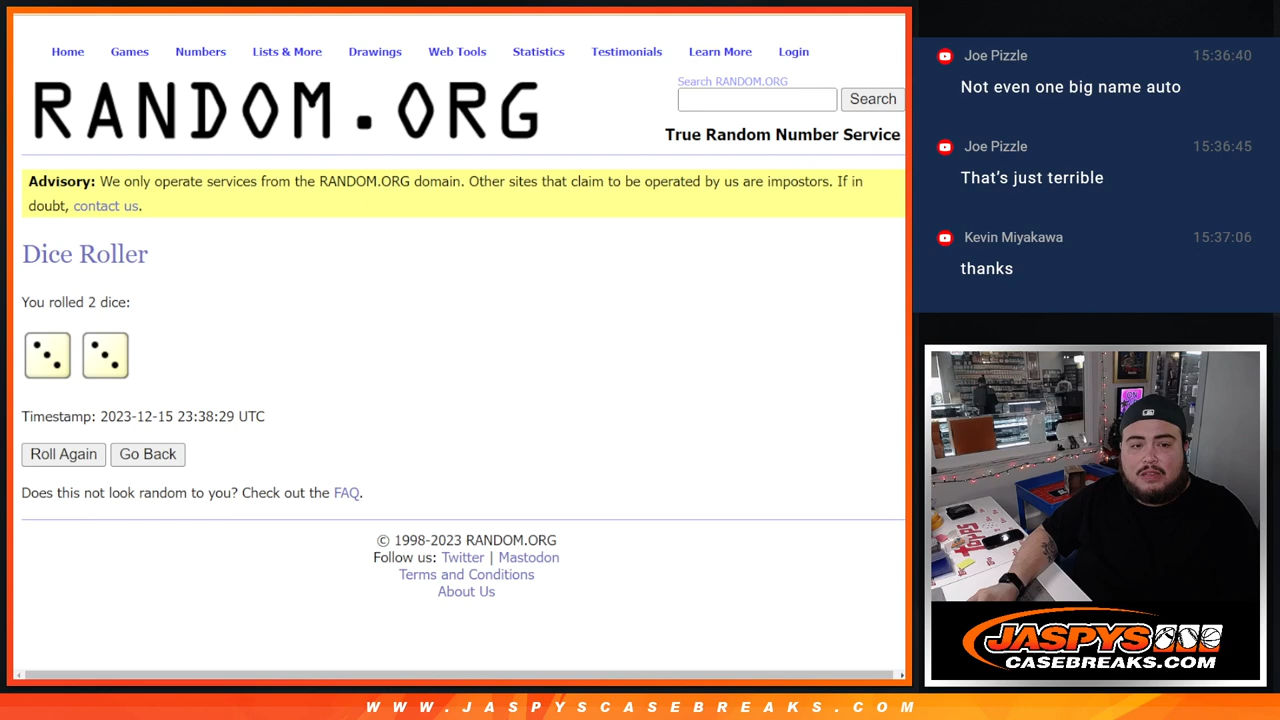 Home Games Numbers Lists & More Drawings Web Tools Statistics Testimonials Learn More Login
RANDOM.ORG
Search RANDOM.ORG
Search
True Random Number Service
Advisory: We only operate services from the RANDOM.ORG domain. Other sites that claim to be operated by us are impostors. If in
doubt, contact us.
Dice Roller
You rolled 2 dice:
Timestamp: 2023-12-15 23:38:29 UTC
Roll Again Go Back
Does this not look random to you? Check out the FAQ.
© 1998-2023 RANDOM.ORG
Follow us: Twitter | Mastodon
Terms and Conditions
About Us
Joe Pizzle 15:36:40
Not even one big name auto
Joe Pizzle 15:36:45
That’s just terrible
Kevin Miyakawa 15:37:06
thanks
topps
JASPYS
CASEBREAKS.COM
WWW.JASPYSCASEBREAKS.COM